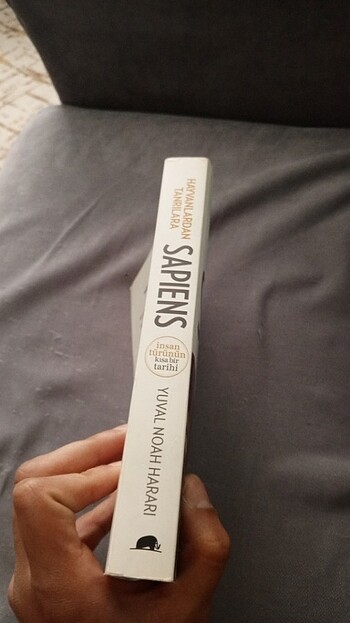 HAYVANLARDAN
TANRILARA
SAPIENS
insan
türünün
kısa bir
tarihi
YUVAL NOAH HARARI